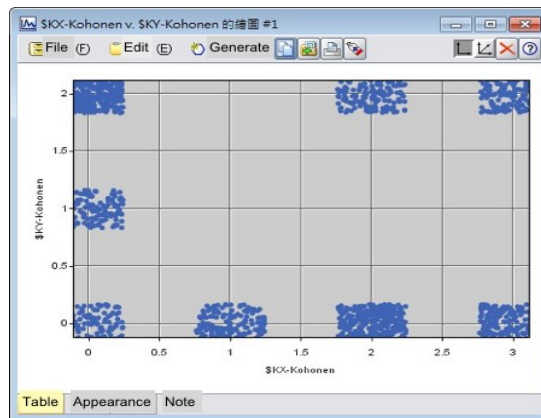 $KX-Kohonen v. $KY-Kohonen 的繪圖 #1
File (F) Edit (E) Generate
2
1.5
1
0.5
0
$KY-Kohonen
0 0.5 1 1.5 2 2.5 3
$KX-Kohonen
Table Appearance Note